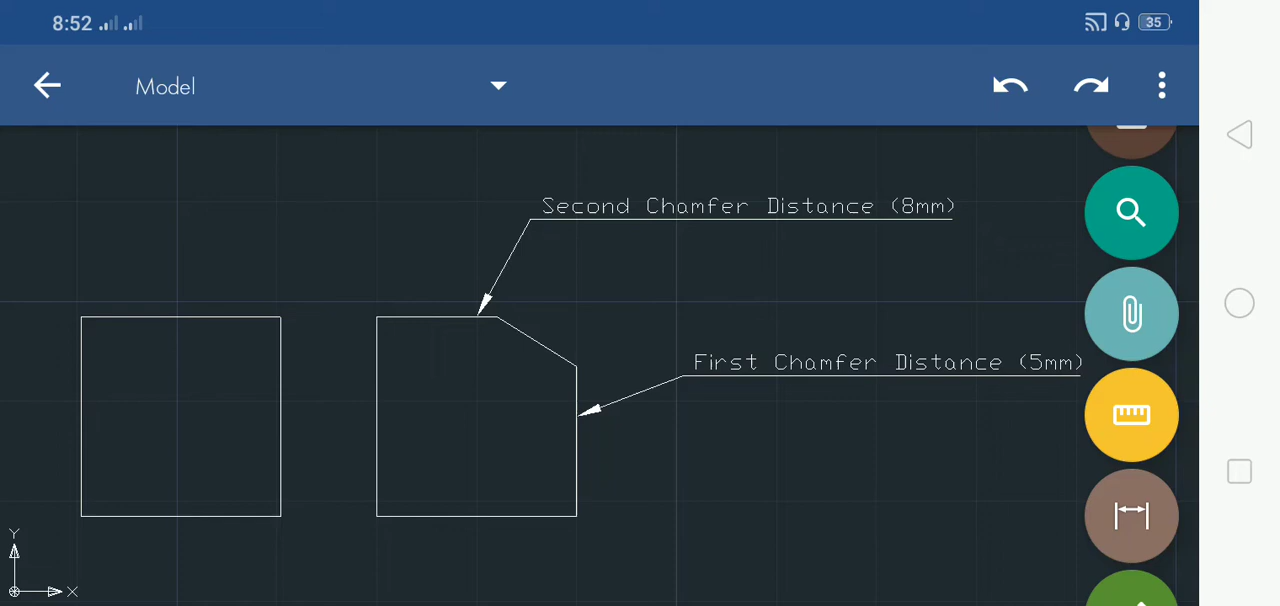 8:52
35
Model
Second Chamfer Distance (8mm)
First Chamfer Distance (5mm)
Y
X